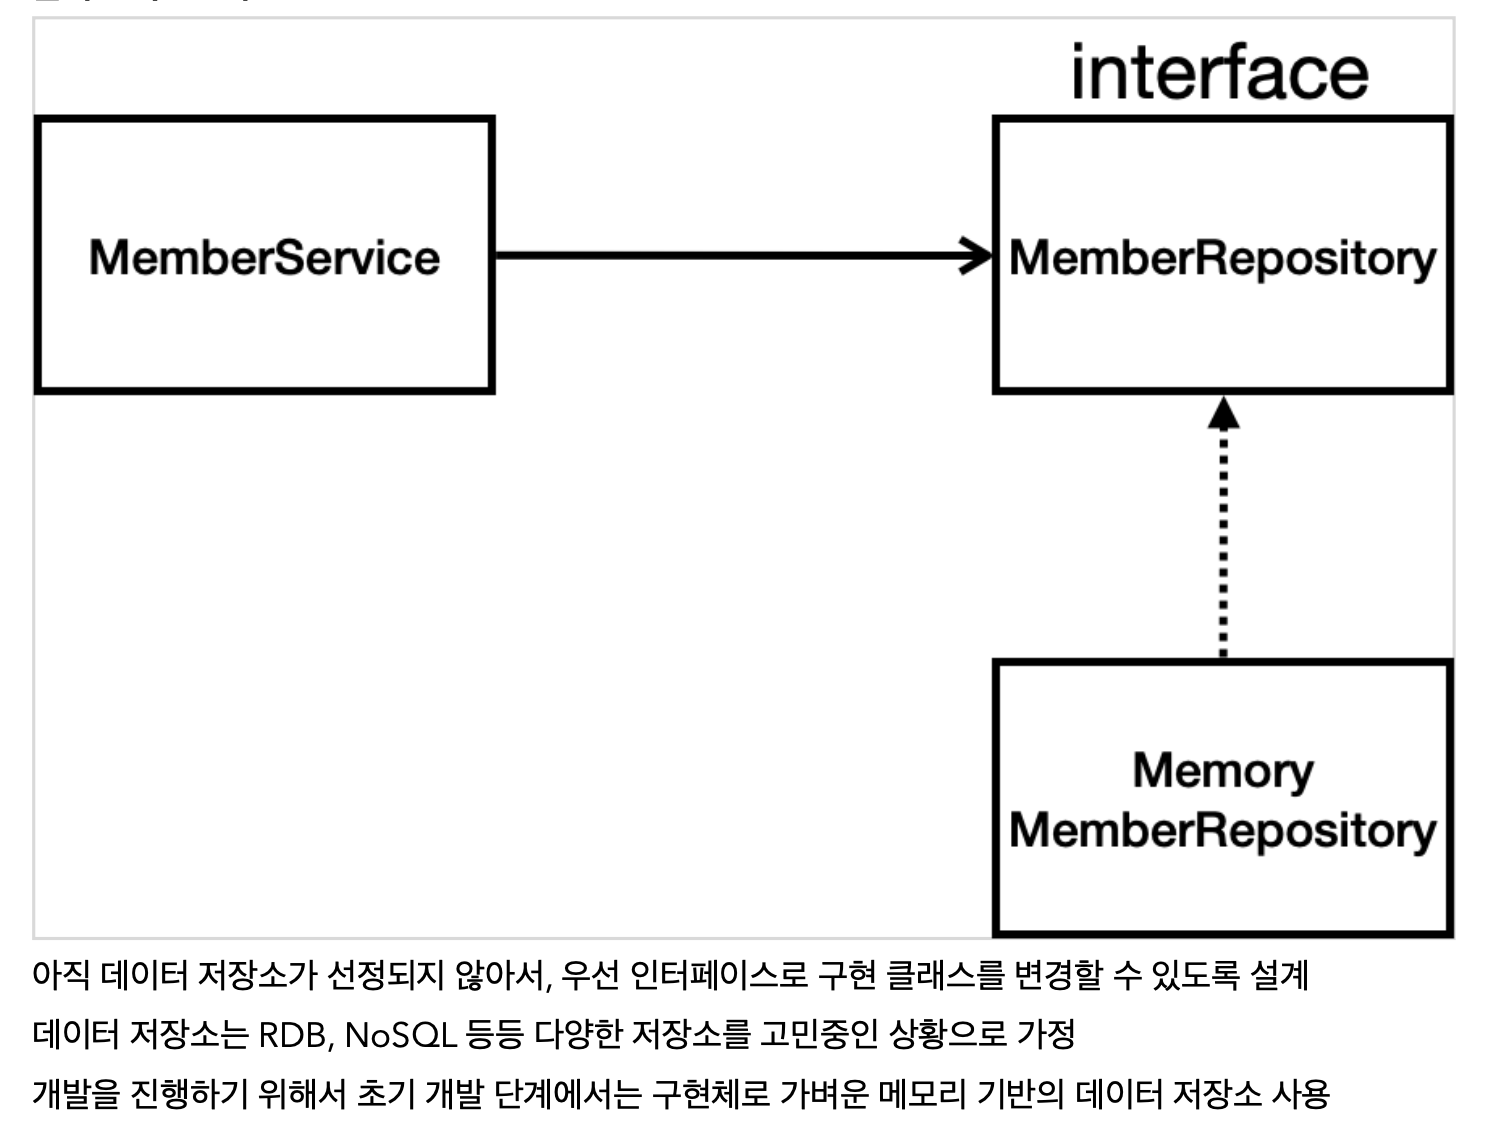 interface
MemberService
MemberRepository
Memory
MemberRepository
아직 데이터 저장소가 선정되지 않아서, 우선 인터페이스로 구현 클래스를 변경할 수 있도록 설계
데이터 저장소는 RDB, NoSQL 등등 다양한 저장소를 고민중인 상황으로 가정
개발을 진행하기 위해서 초기 개발 단계에서는 구현체로 가벼운 메모리 기반의 데이터 저장소 사용